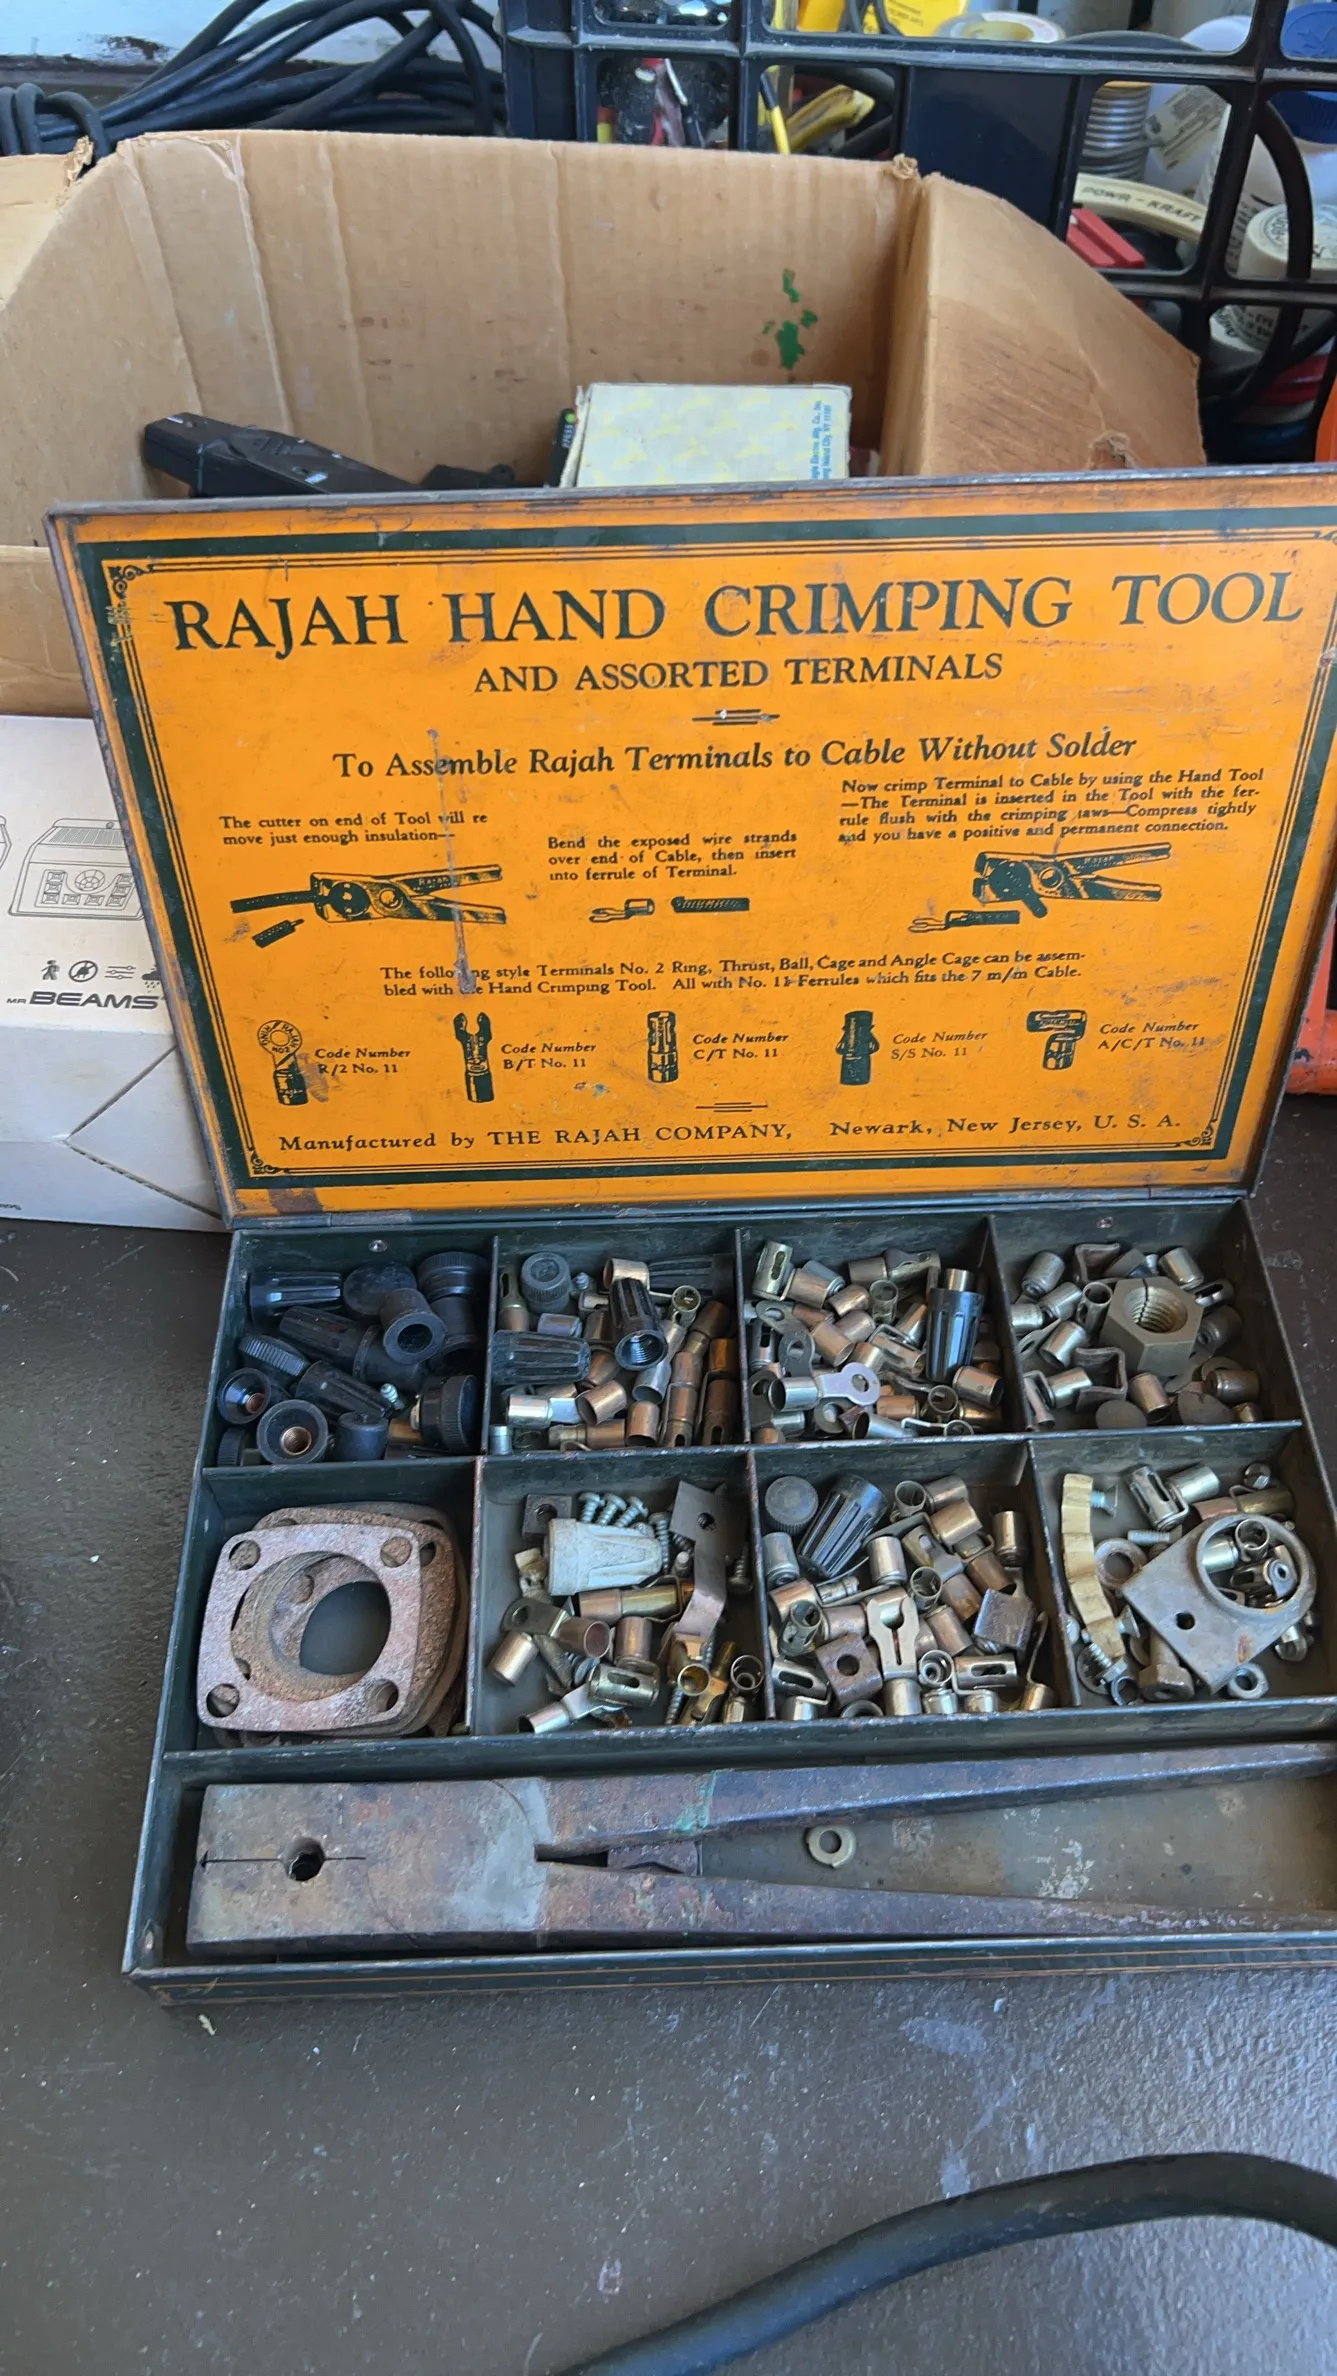 POWR-KRAFT
RAJAH HAND CRIMPING TOOL
AND ASSORTED TERMINALS
To Assemble Rajah Terminals to Cable Without Solder
The cutter on end of Tool will re
move just enough insulation—
Bend the exposed wire strands
over end of Cable, then insert
into ferrule of Terminal.
Now crimp Terminal to Cable by using the Hand Tool
—The Terminal is inserted in the Tool with the fer-
rule flush with the crimping jaws—Compress tightly
and you have a positive and permanent connection.
Rajah
Rajah
The following style Terminals No. 2 Ring, Thrust, Ball, Cage and Angle Cage can be assem-
bled with the Hand Crimping Tool. All with No. 11 Ferrules which fits the 7 m/m Cable.
Code Number
R/2 No. 11
Code Number
B/T No. 11
Code Number
C/T No. 11
Code Number
S/S No. 11
Code Number
A/C/T No. 11
Manufactured by THE RAJAH COMPANY, Newark, New Jersey, U. S. A.
MR BEAMS